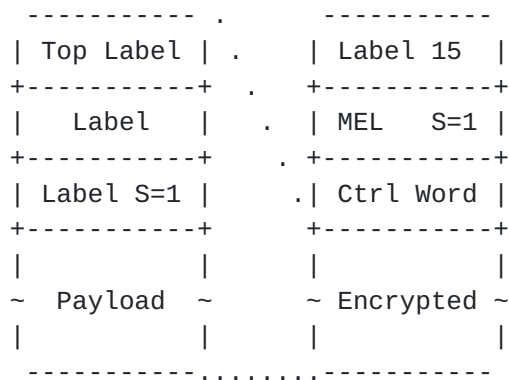 ----------- .      -----------
| Top Label | .    | Label 15  |
+-----------+  .   +-----------+
|   Label   |   .  | MEL   S=1 |
+-----------+    . +-----------+
| Label S=1 |     .| Ctrl Word |
+-----------+      +-----------+
|           |      |           |
~  Payload  ~      ~ Encrypted ~
|           |      |           |
 -----------........-----------